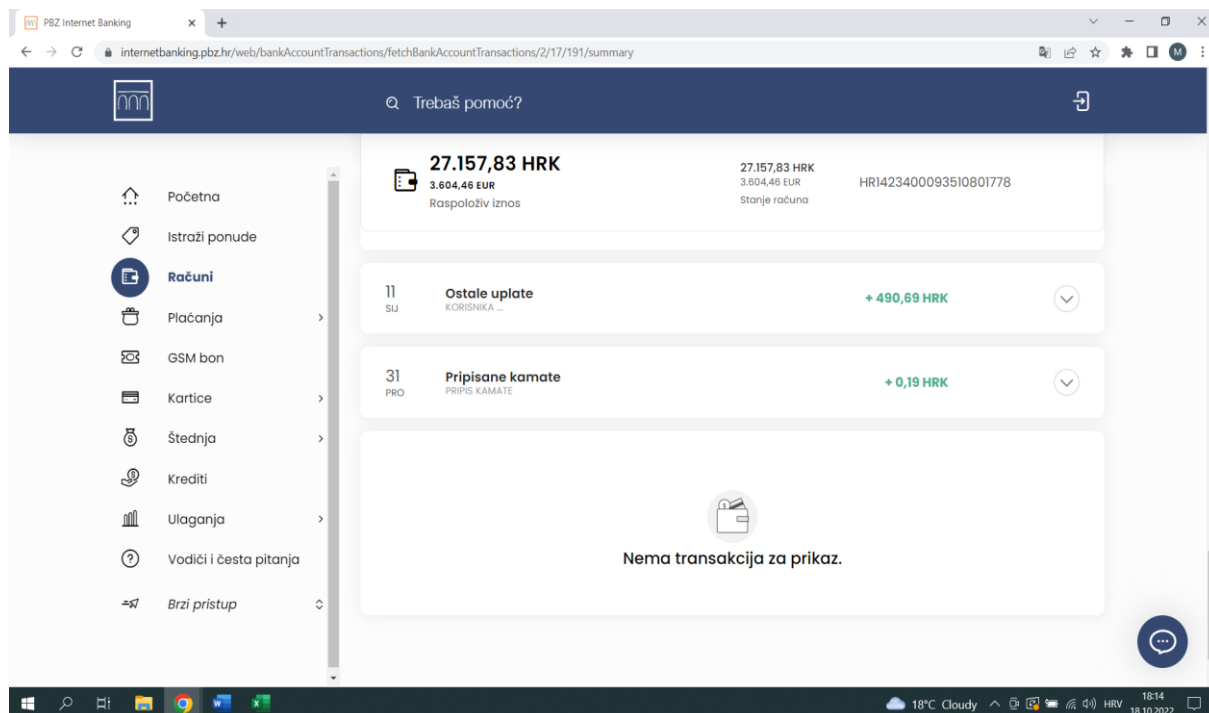 PBZ Internet Banking
internetbanking.pbz.hr/web/bankAccountTransactions/fetchBankAccountTransactions/2/17/191/summary
M
Trebaš pomoć?
Početna
Istraži ponude
Računi
Plaćanja
GSM bon
Kartice
Štednja
Krediti
Ulaganja
Vodiči i česta pitanja
Brzi pristup
27.157,83 HRK
3.604,46 EUR
Raspoloživ iznos
27.157,83 HRK
3.604,46 EUR
Stanje računa
HR1423400093510801778
11
SIJ
Ostale uplate
KORISNIKA ...
+ 490,69 HRK
31
PRO
Pripisane kamate
PRIPIS KAMATE
+ 0,19 HRK
Nema transakcija za prikaz.
18°C Cloudy
HRV
18:14
18.10.2022